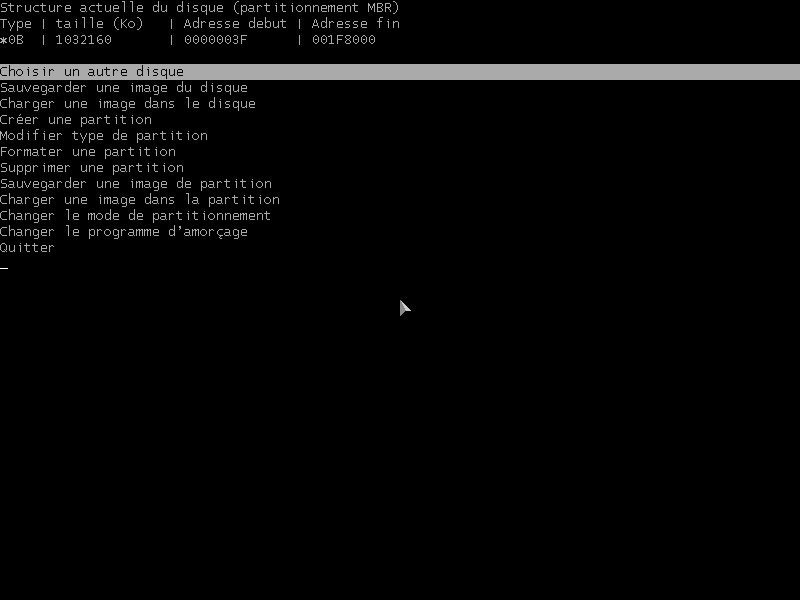 Structure actuelle du disque (partitionnement MBR)
Type | taille (Ko)   | Adresse debut | Adresse fin
*0B  | 1032160       | 0000003F      | 001F8000
Choisir un autre disque
Sauvegarder une image du disque
Charger une image dans le disque
Créer une partition
Modifier type de partition
Formater une partition
Supprimer une partition
Sauvegarder une image de partition
Charger une image dans la partition
Changer le mode de partitionnement
Changer le programme d'amorçage
Quitter